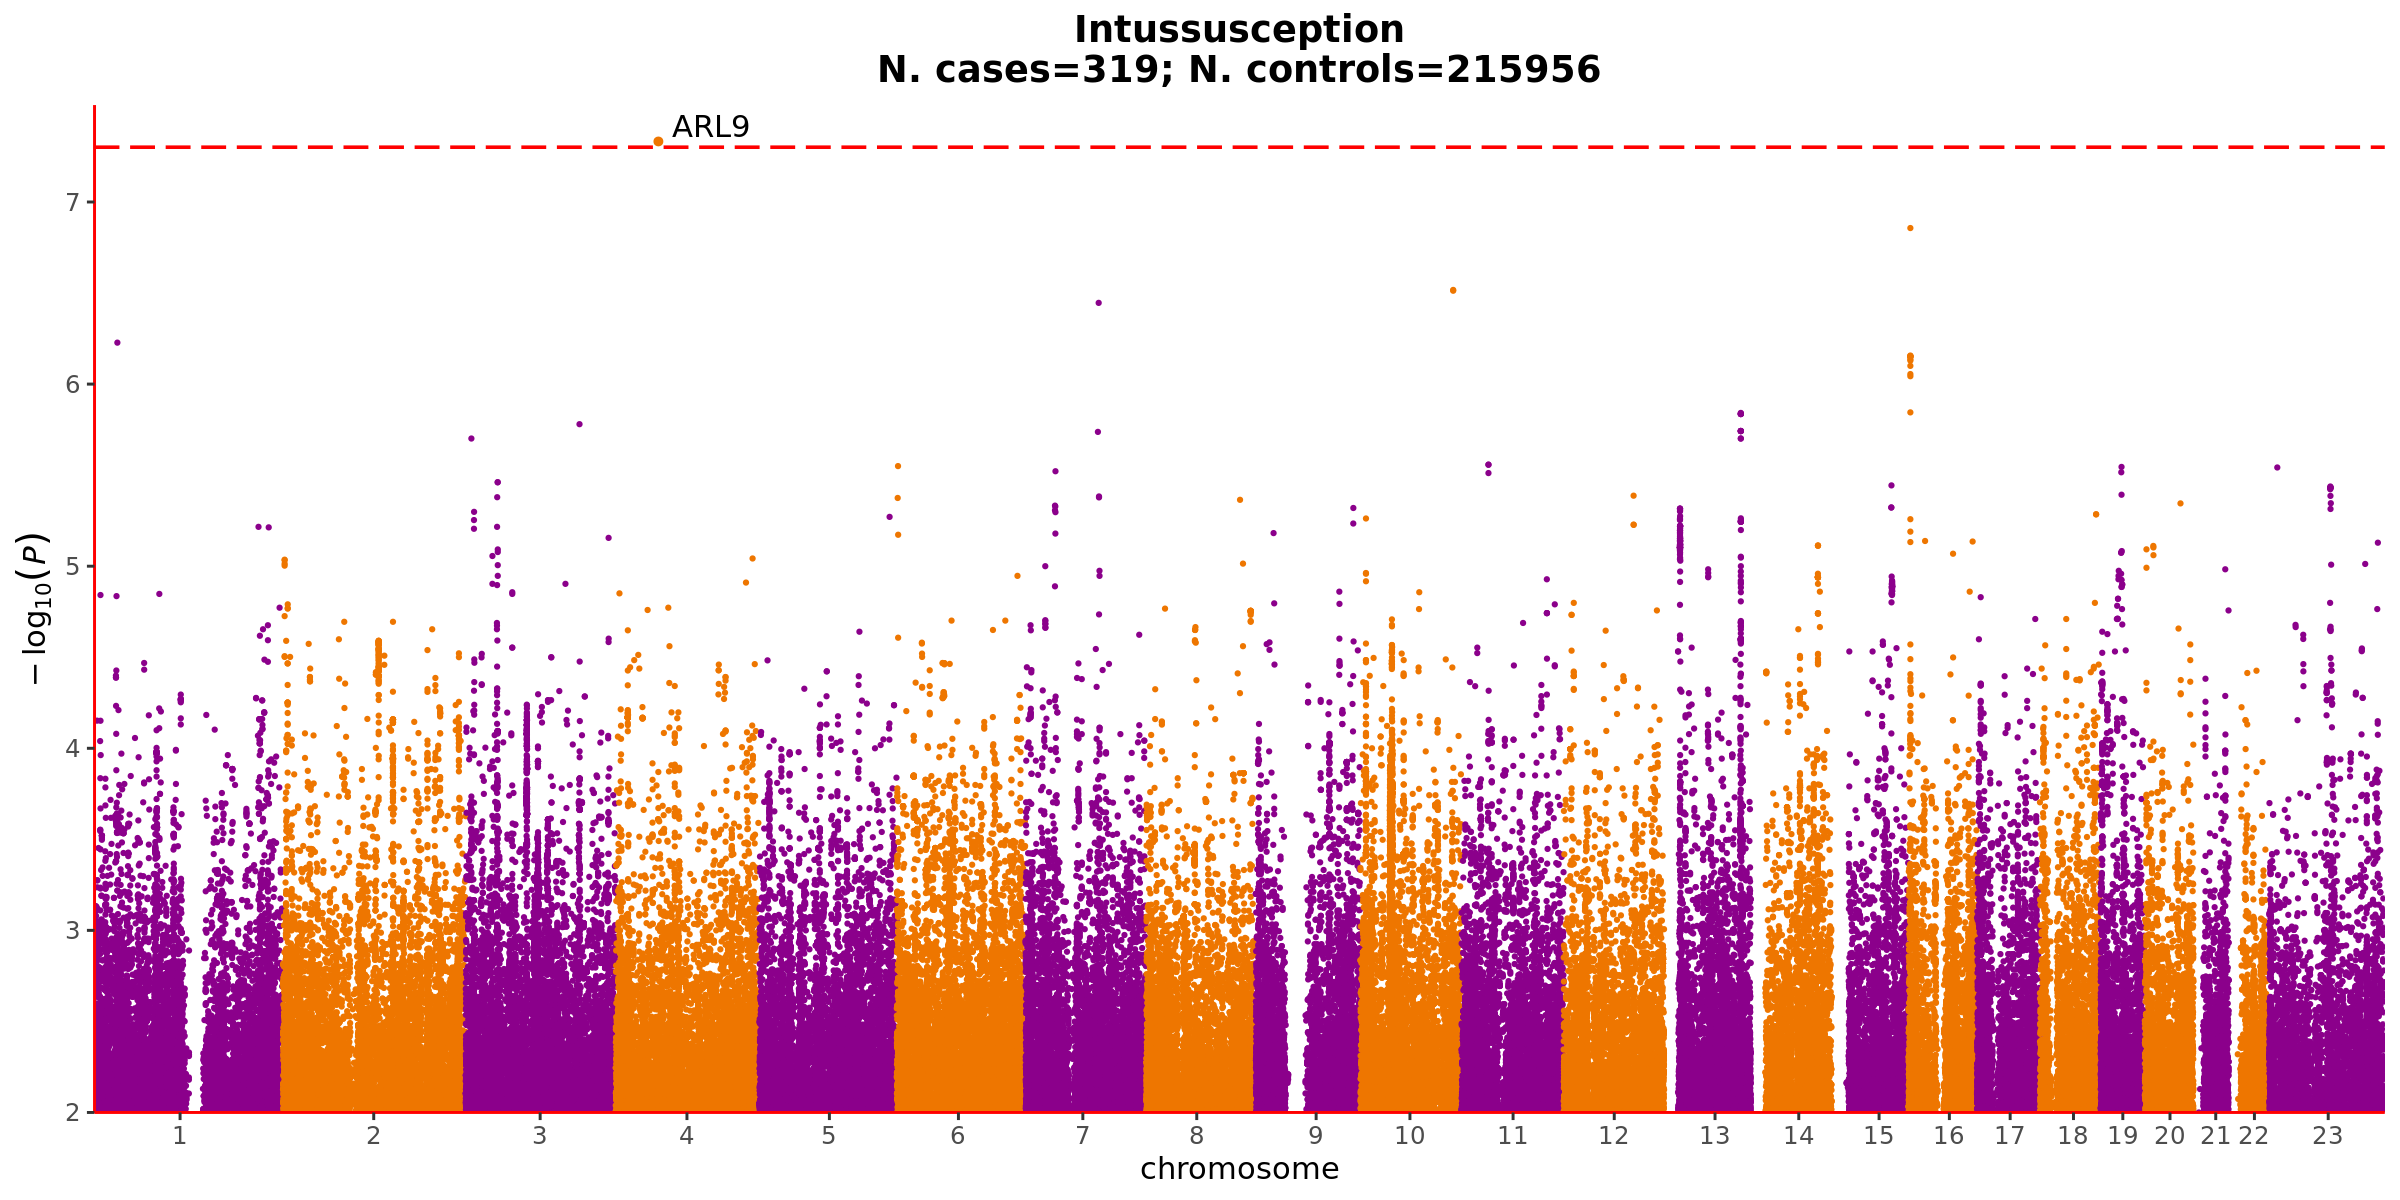 Intussusception
N. cases=319; N. controls=215956
ARL9
7
6
5
4
3
2
−log10(P)
1 2 3 4 5 6 7 8 9 10 11 12 13 14 15 16 17 18 19 20 21 22 23
chromosome